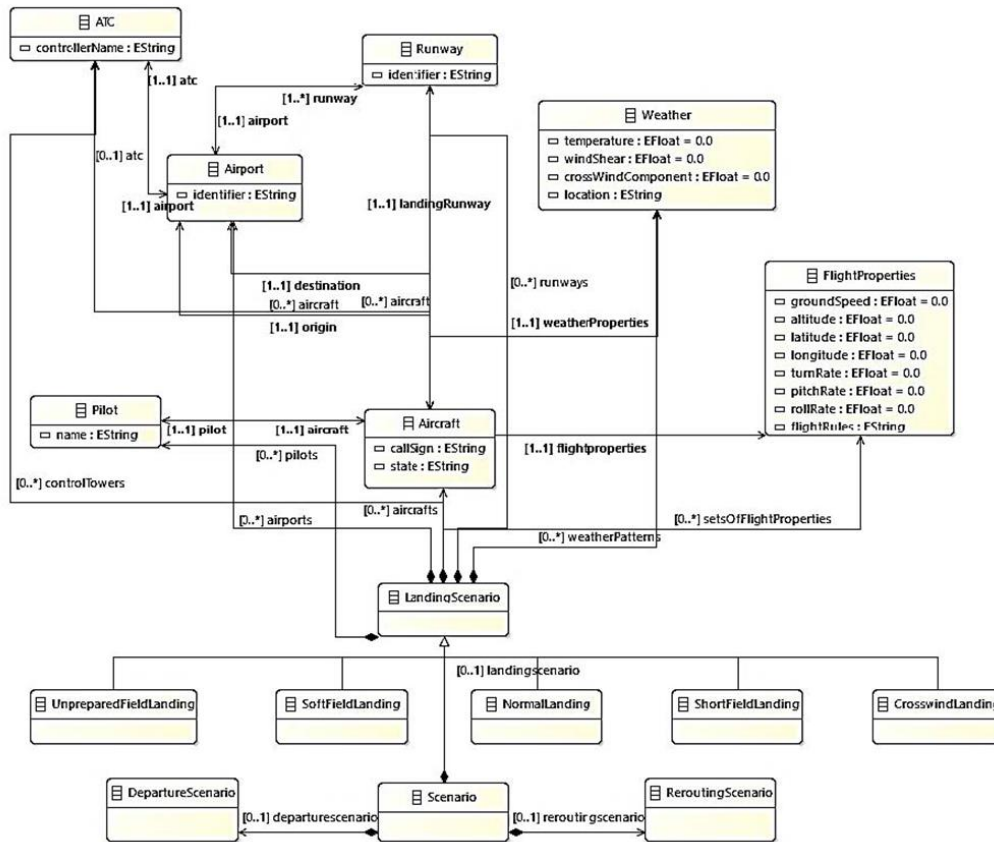 ATC
controllerName : EString
Runway
identifier : EString
[1..1] atc
[1..*] runway
[1..1] airport
[0..1] atc
Weather
temperature : EFloat = 0.0
windShear : EFloat = 0.0
crossWindComponent : EFloat = 0.0
location : EString
Airport
identifier : EString
[1..1] airport
[1..1] landingRunway
[1..1] destination
[0..*] aircraft
[0..*] aircraft
[0..*] runways
[1..1] origin
[1..1] weatherProperties
FlightProperties
groundSpeed : EFloat = 0.0
altitude : EFloat = 0.0
latitude : EFloat = 0.0
longitude : EFloat = 0.0
turnRate : EFloat = 0.0
pitchRate : EFloat = 0.0
rollRate : EFloat = 0.0
flightRules : EString
Pilot
name : EString
[1..1] pilot
[1..1] aircraft
Aircraft
callSign : EString
state : EString
[1..1] flightproperties
[0..*] pilots
[0..*] controlTowers
[0..*] airports
[0..*] aircrafts
[0..*] setsOfFlightProperties
[0..*] weatherPatterns
LandingScenario
[0..1] landingscenario
UnpreparedFieldLanding
SoftFieldLanding
NormalLanding
ShortFieldLanding
CrosswindLanding
DepartureScenario
[0..1] departurescenario
Scenario
[0..1] reroutingscenario
ReroutingScenario